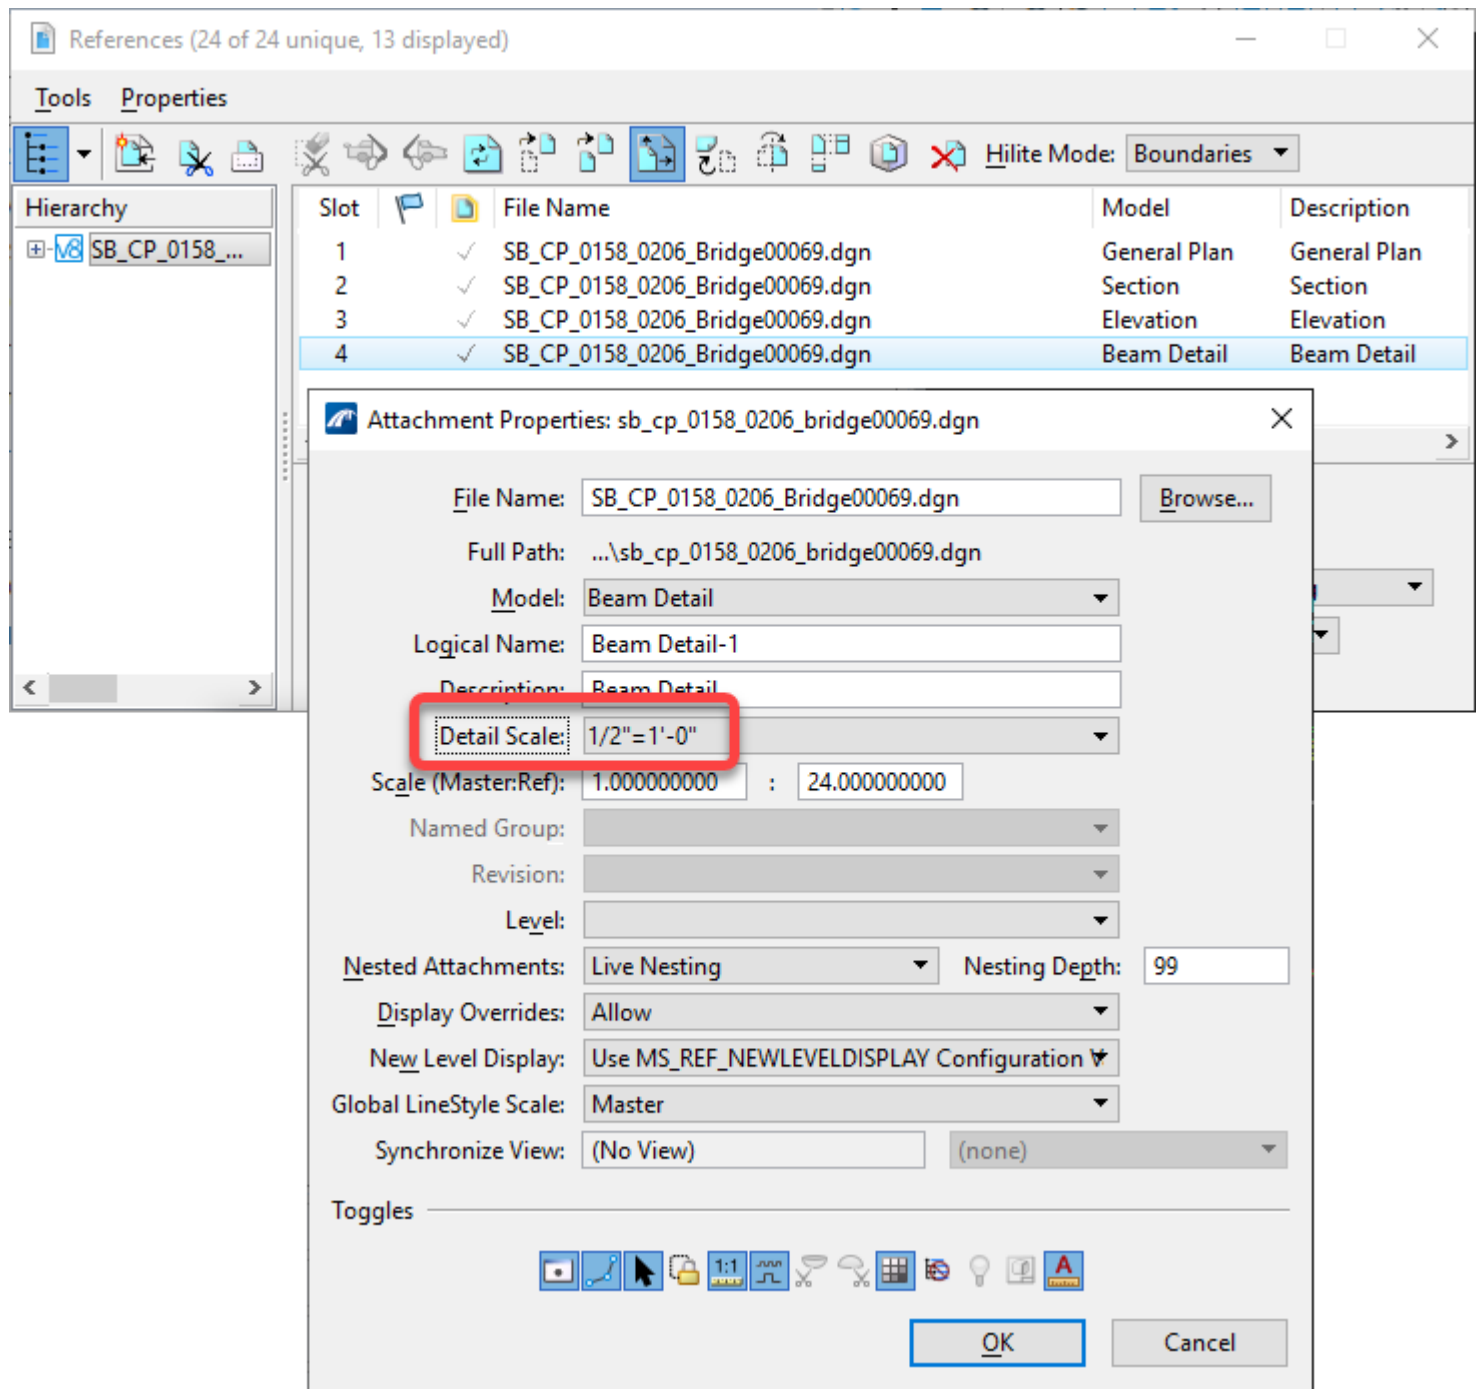 References (24 of 24 unique, 13 displayed)
Tools Properties
Hilite Mode: Boundaries
Hierarchy
SB_CP_0158_...
Slot File Name Model Description
1 SB_CP_0158_0206_Bridge00069.dgn General Plan General Plan
2 SB_CP_0158_0206_Bridge00069.dgn Section Section
3 SB_CP_0158_0206_Bridge00069.dgn Elevation Elevation
4 SB_CP_0158_0206_Bridge00069.dgn Beam Detail Beam Detail
Attachment Properties: sb_cp_0158_0206_bridge00069.dgn
File Name: SB_CP_0158_0206_Bridge00069.dgn Browse...
Full Path: ...\sb_cp_0158_0206_bridge00069.dgn
Model: Beam Detail
Logical Name: Beam Detail-1
Description: Beam Detail
Detail Scale: 1/2"=1'-0"
Scale (Master:Ref): 1.000000000 : 24.000000000
Named Group:
Revision:
Level:
Nested Attachments: Live Nesting Nesting Depth: 99
Display Overrides: Allow
New Level Display: Use MS_REF_NEWLEVELDISPLAY Configuration
Global LineStyle Scale: Master
Synchronize View: (No View) (none)
Toggles
1:1 A
OK Cancel